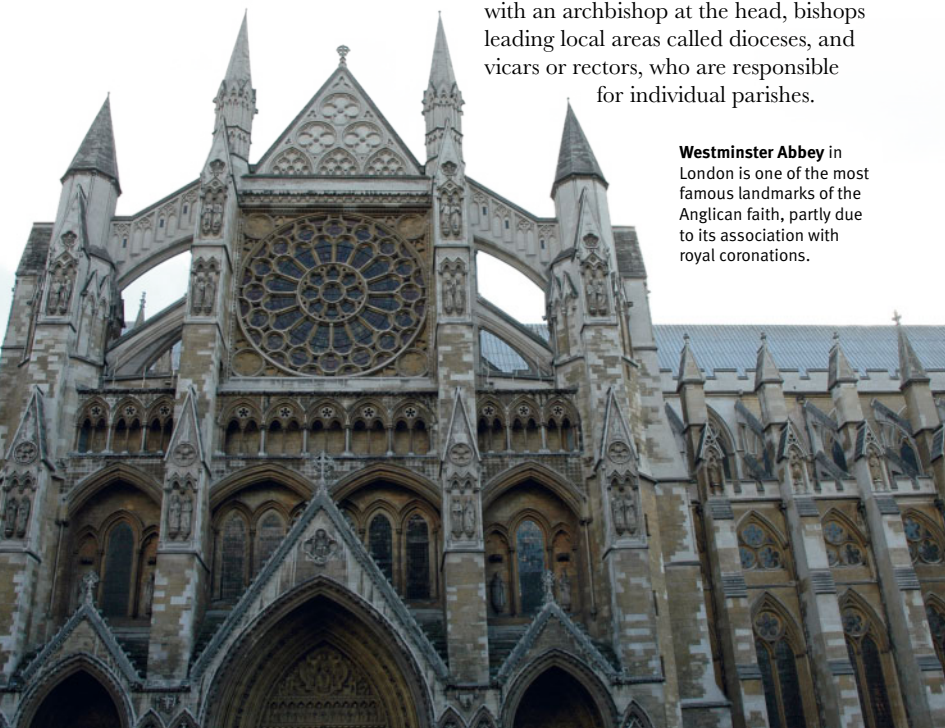 with an archbishop at the head, bishops
leading local areas called dioceses, and
vicars or rectors, who are responsible
for individual parishes.
Westminster Abbey in
London is one of the most
famous landmarks of the
Anglican faith, partly due
to its association with
royal coronations.